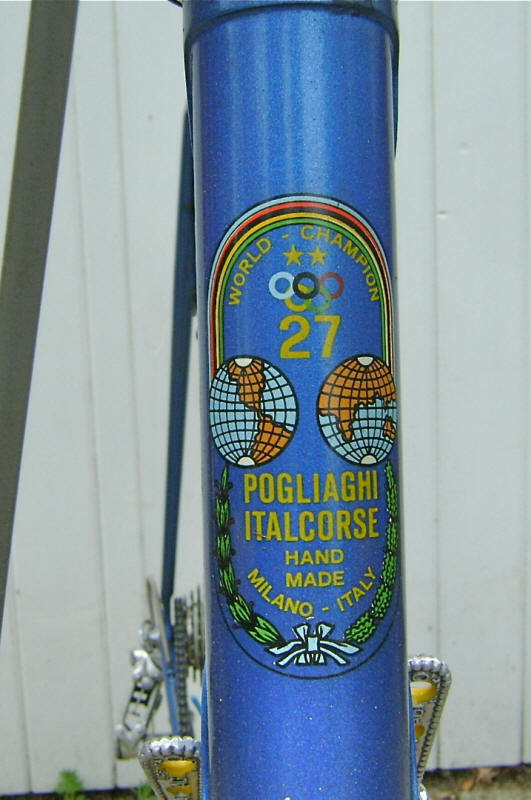 WORLD - CHAMPION
27
POGLIAGHI
ITALCORSE
HAND
MADE
MILANO - ITALY